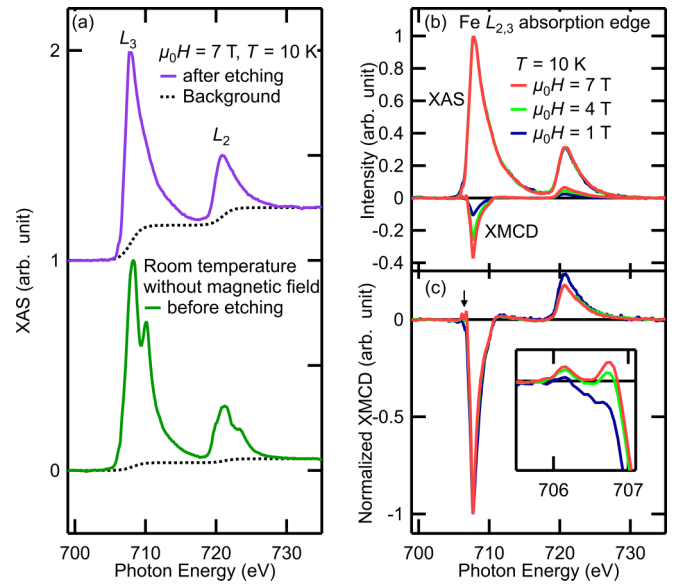 (a)
L3
μ0H = 7 T, T = 10 K
after etching
Background
L2
Room temperature
without magnetic field
before etching
2
1
0
XAS (arb. unit)
700 710 720 730
Photon Energy (eV)
(b) Fe L2,3 absorption edge
T = 10 K
μ0H = 7 T
μ0H = 4 T
μ0H = 1 T
XAS
XMCD
1
0.8
0.6
0.4
0.2
0
-0.2
-0.4
Intensity (arb. unit)
(c)
0
-0.5
-1
Normalized XMCD (arb. unit)
706 707
700 710 720 730
Photon Energy (eV)